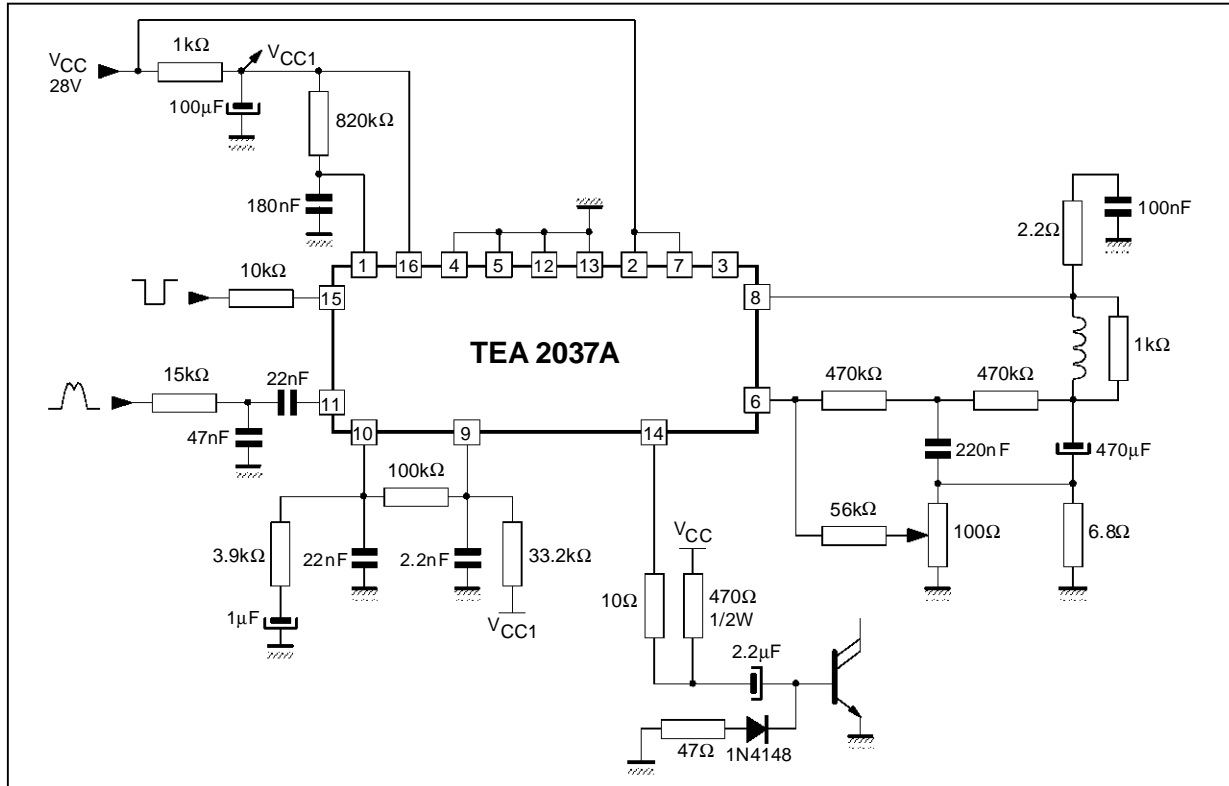 1kΩ
VCC
28V
VCC1
100μF
820kΩ
180nF
100nF
2.2Ω
1
16
4
5
12
13
2
7
3
10kΩ
15
8
TEA 2037A
1kΩ
15kΩ
22nF
11
6
470kΩ
470kΩ
47nF
10
9
14
220nF
470μF
100kΩ
56kΩ
100Ω
6.8Ω
3.9kΩ
22nF
2.2nF
33.2kΩ
VCC
10Ω
470Ω
1/2W
1μF
VCC1
2.2μF
47Ω
1N4148